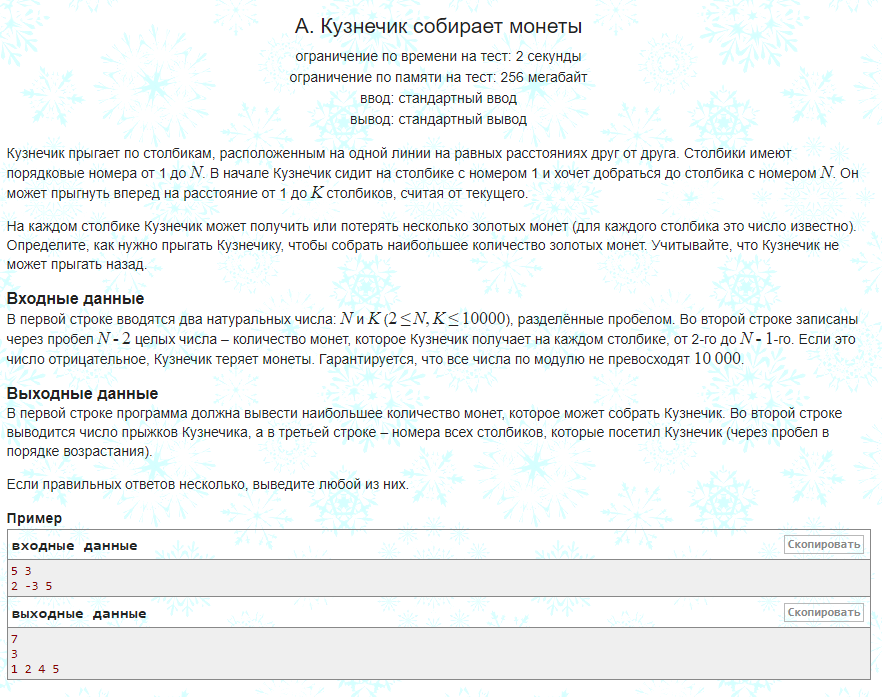 А. Кузнечик собирает монеты
ограничение по времени на тест: 2 секунды
ограничение по памяти на тест: 256 мегабайт
ввод: стандартный ввод
вывод: стандартный вывод
Кузнечик прыгает по столбикам, расположенным на одной линии на равных расстояниях друг от друга. Столбики имеют
порядковые номера от 1 до N. В начале Кузнечик сидит на столбике с номером 1 и хочет добраться до столбика с номером N. Он
может прыгнуть вперед на расстояние от 1 до K столбиков, считая от текущего.
На каждом столбике Кузнечик может получить или потерять несколько золотых монет (для каждого столбика это число известно).
Определите, как нужно прыгать Кузнечику, чтобы собрать наибольшее количество золотых монет. Учитывайте, что Кузнечик не
может прыгать назад.
Входные данные
В первой строке вводятся два натуральных числа: N и K (2 ≤ N, K ≤ 10000), разделённые пробелом. Во второй строке записаны
через пробел N - 2 целых числа – количество монет, которое Кузнечик получает на каждом столбике, от 2-го до N - 1-го. Если это
число отрицательное, Кузнечик теряет монеты. Гарантируется, что все числа по модулю не превосходят 10 000.
Выходные данные
В первой строке программа должна вывести наибольшее количество монет, которое может собрать Кузнечик. Во второй строке
выводится число прыжков Кузнечика, а в третьей строке – номера всех столбиков, которые посетил Кузнечик (через пробел в
порядке возрастания).
Если правильных ответов несколько, выведите любой из них.
Пример
входные данные Скопировать
5 3
2 -3 5
выходные данные Скопировать
7
3
1 2 4 5